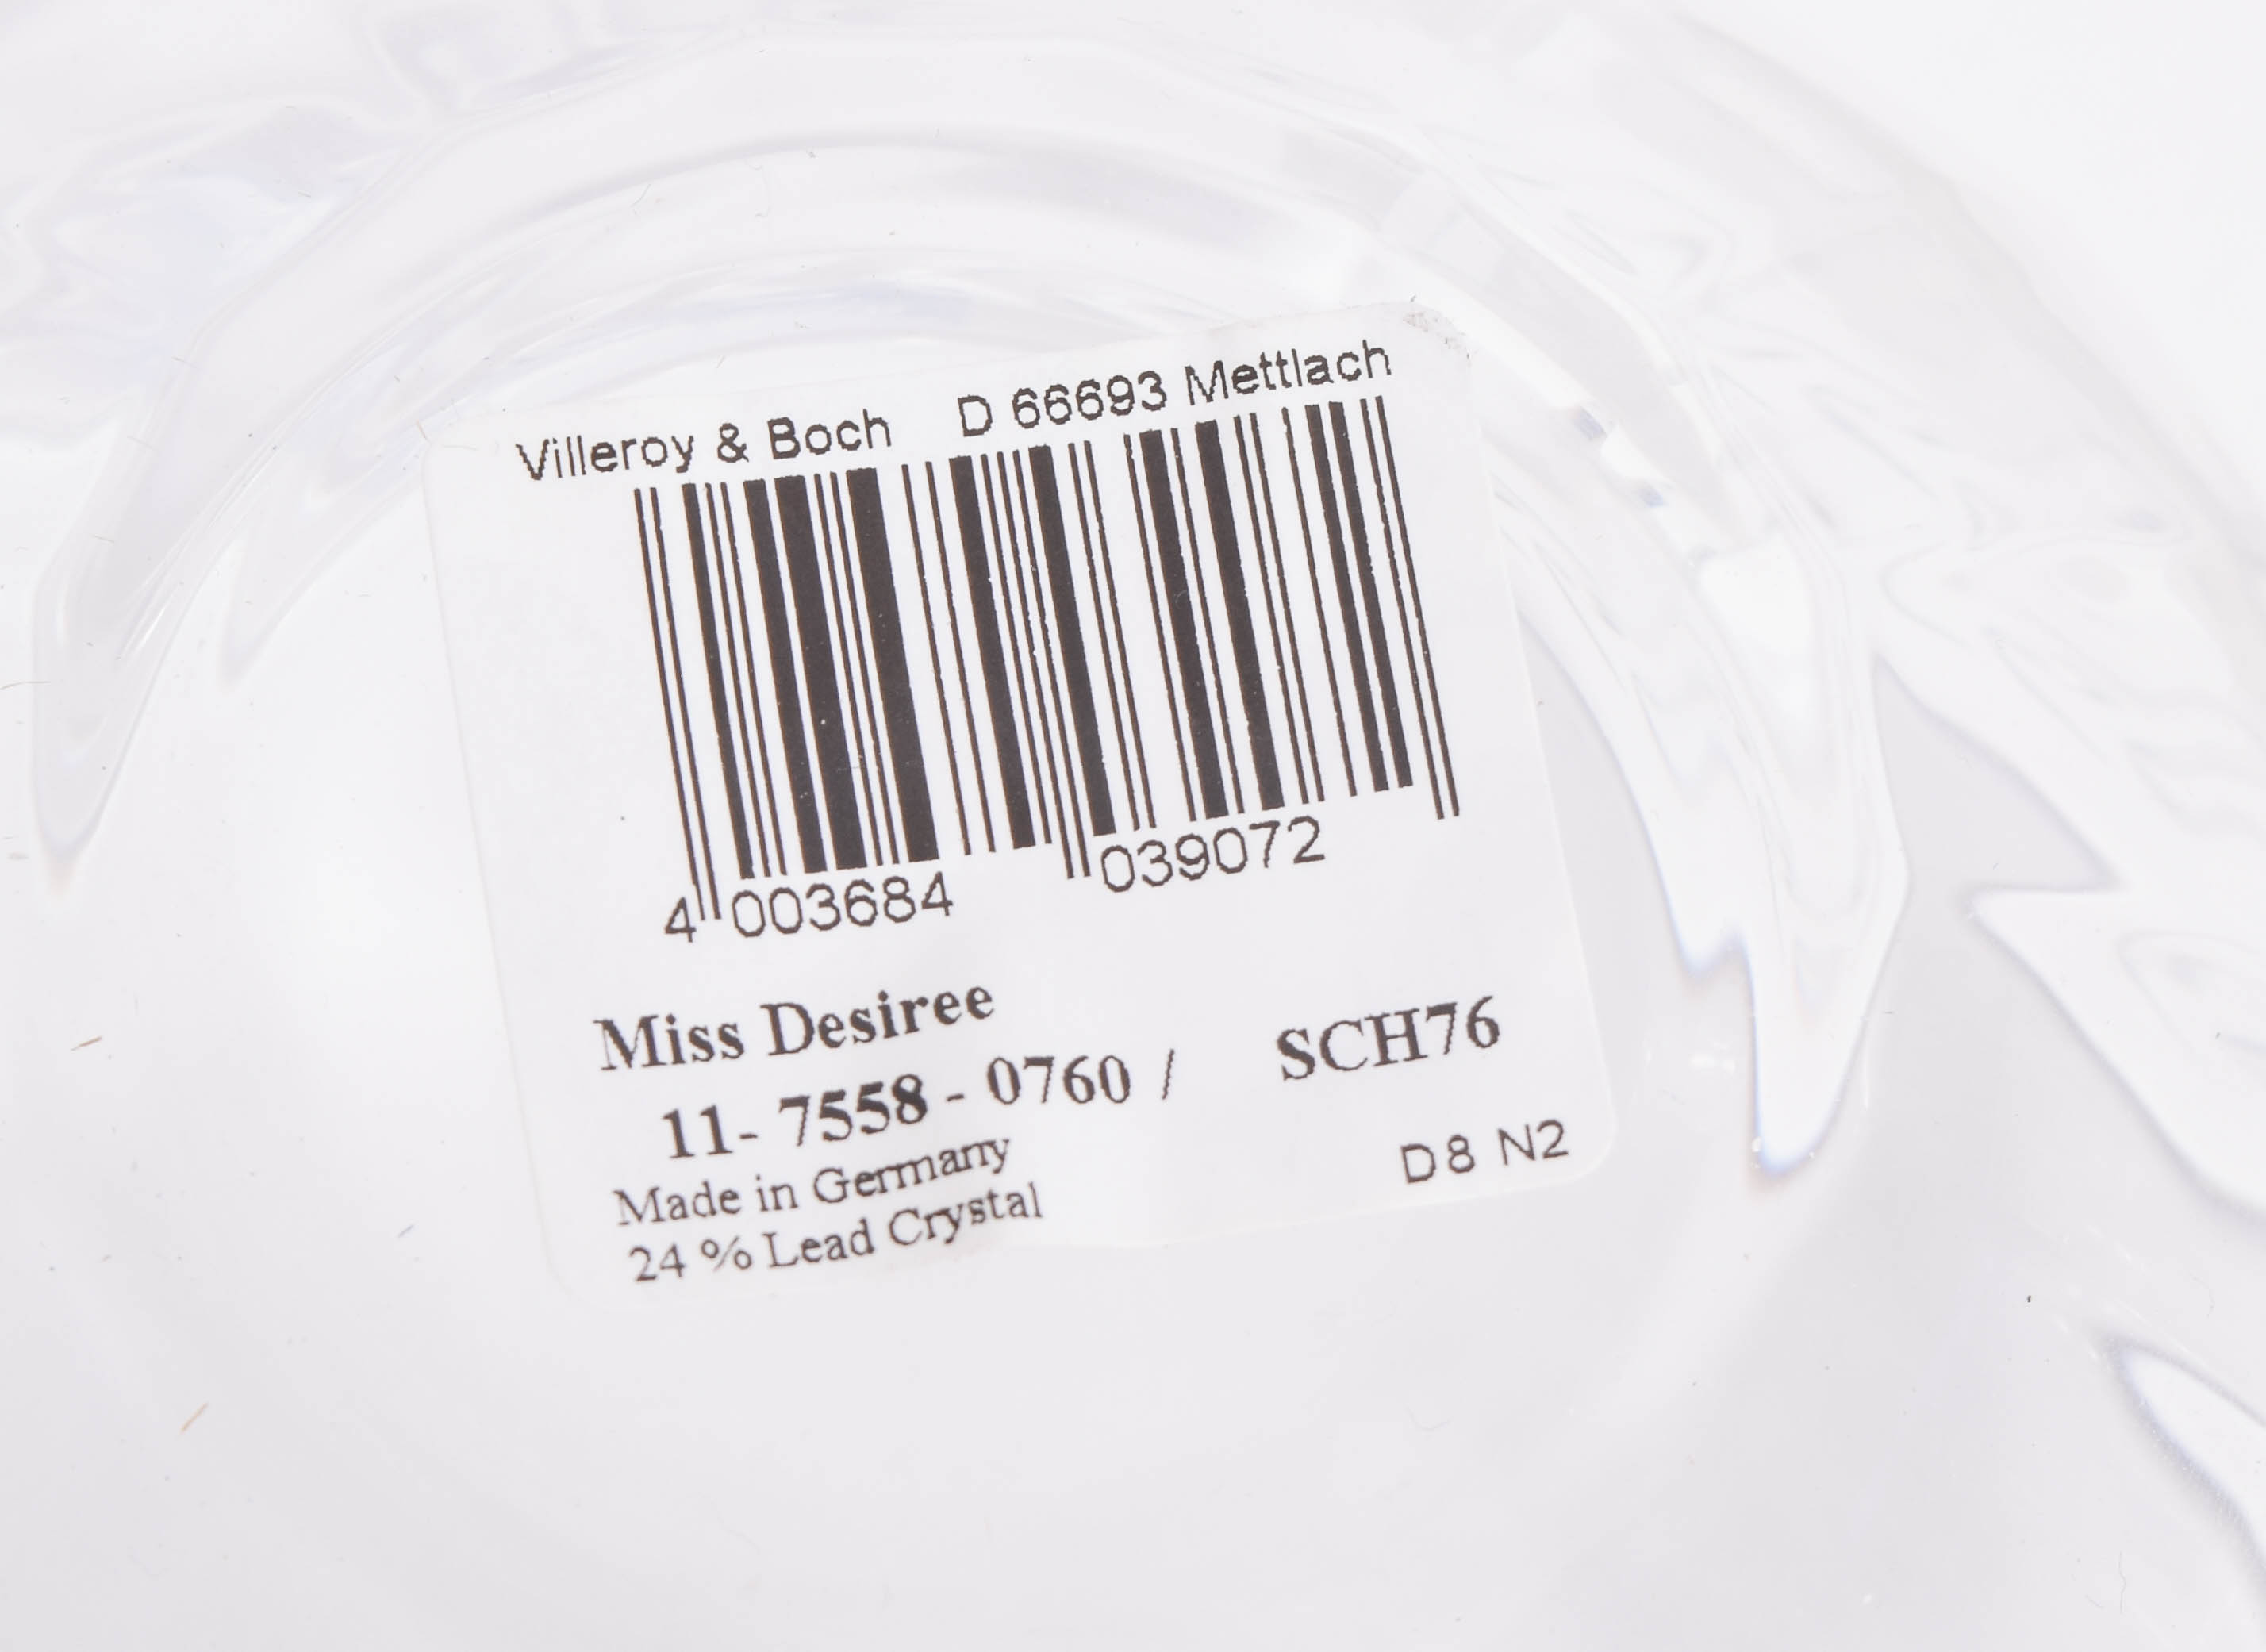 Villeroy & Boch D 66693 Mettlach
4 003684 039072
Miss Desiree
11- 7558 - 0760 / SCH76
Made in Germany
24 % Lead Crystal
D8 N2